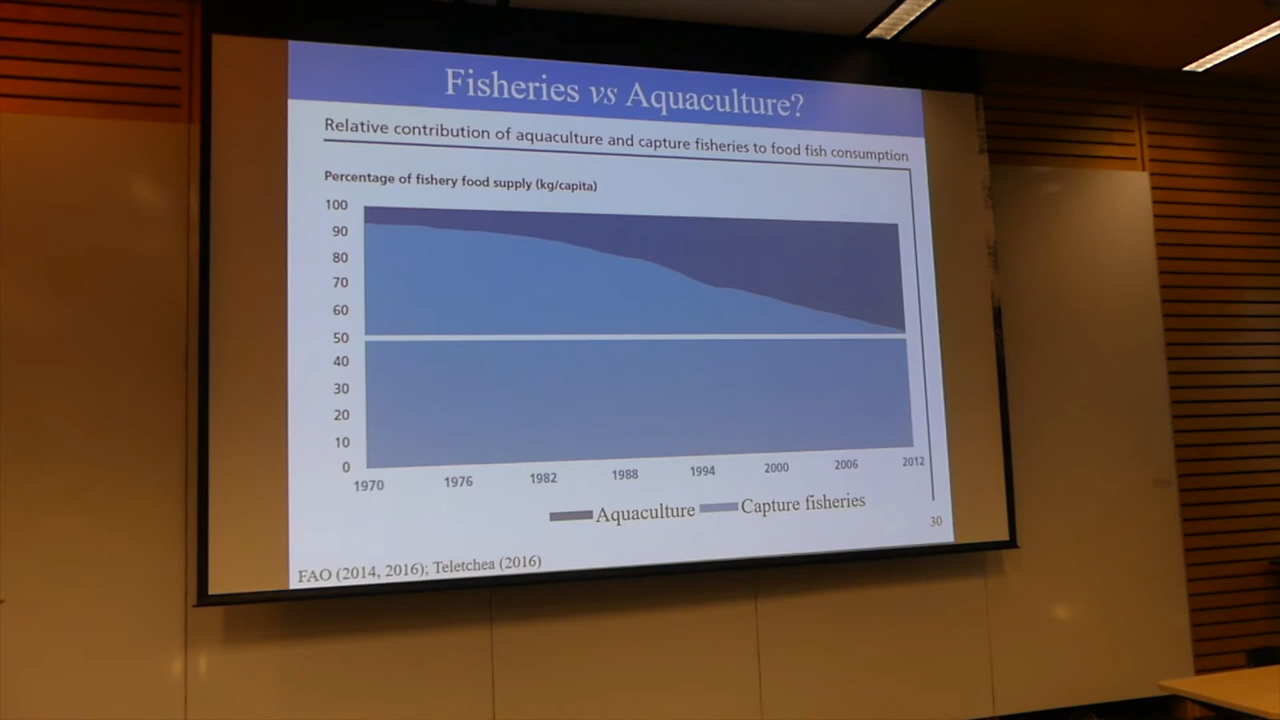 Fisheries vs Aquaculture?
Relative contribution of aquaculture and capture fisheries to food fish consumption
Percentage of fishery food supply (kg/capita)
100
90
80
70
60
50
40
30
20
10
0
1970 1976 1982 1988 1994 2000 2006 2012
Aquaculture Capture fisheries
30
FAO (2014, 2016); Teletchea (2016)